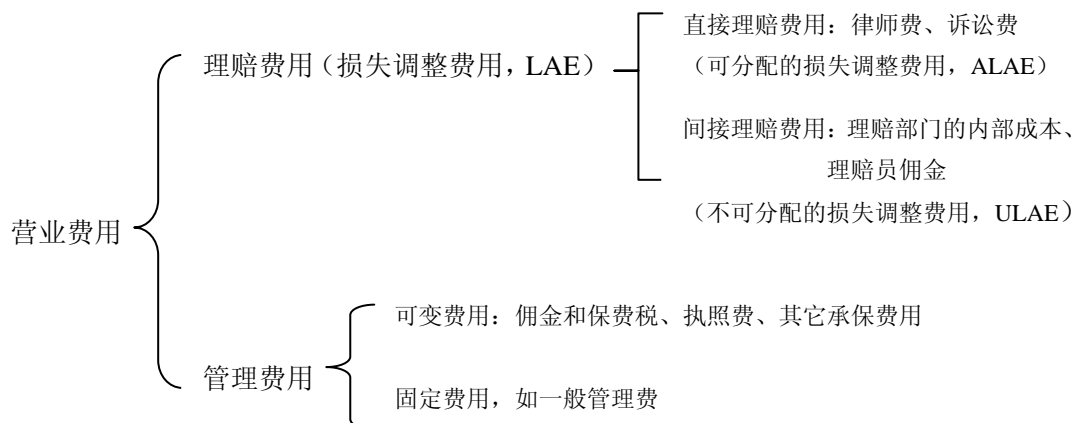 直接理赔费用：律师费、诉讼费
理赔费用（损失调整费用，LAE）
（可分配的损失调整费用，ALAE）
间接理赔费用：理赔部门的内部成本、
理赔员佣金
（不可分配的损失调整费用，ULAE）
营业费用
可变费用：佣金和保费税、执照费、其它承保费用
管理费用
固定费用，如一般管理费